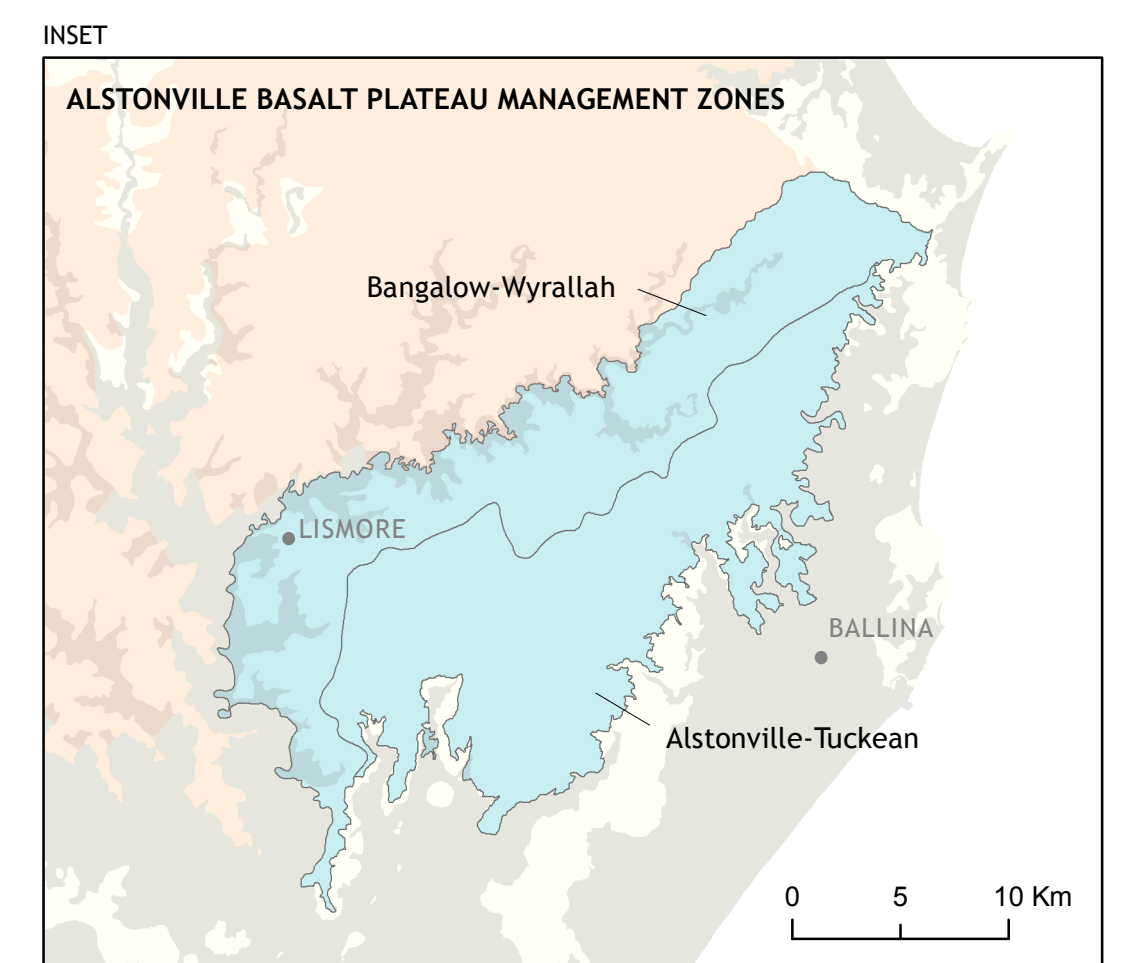 INSET
ALSTONVILLE BASALT PLATEAU MANAGEMENT ZONES
Bangalow-Wyrallah
LISMORE
BALLINA
Alstonville-Tuckean
0 5 10 Km